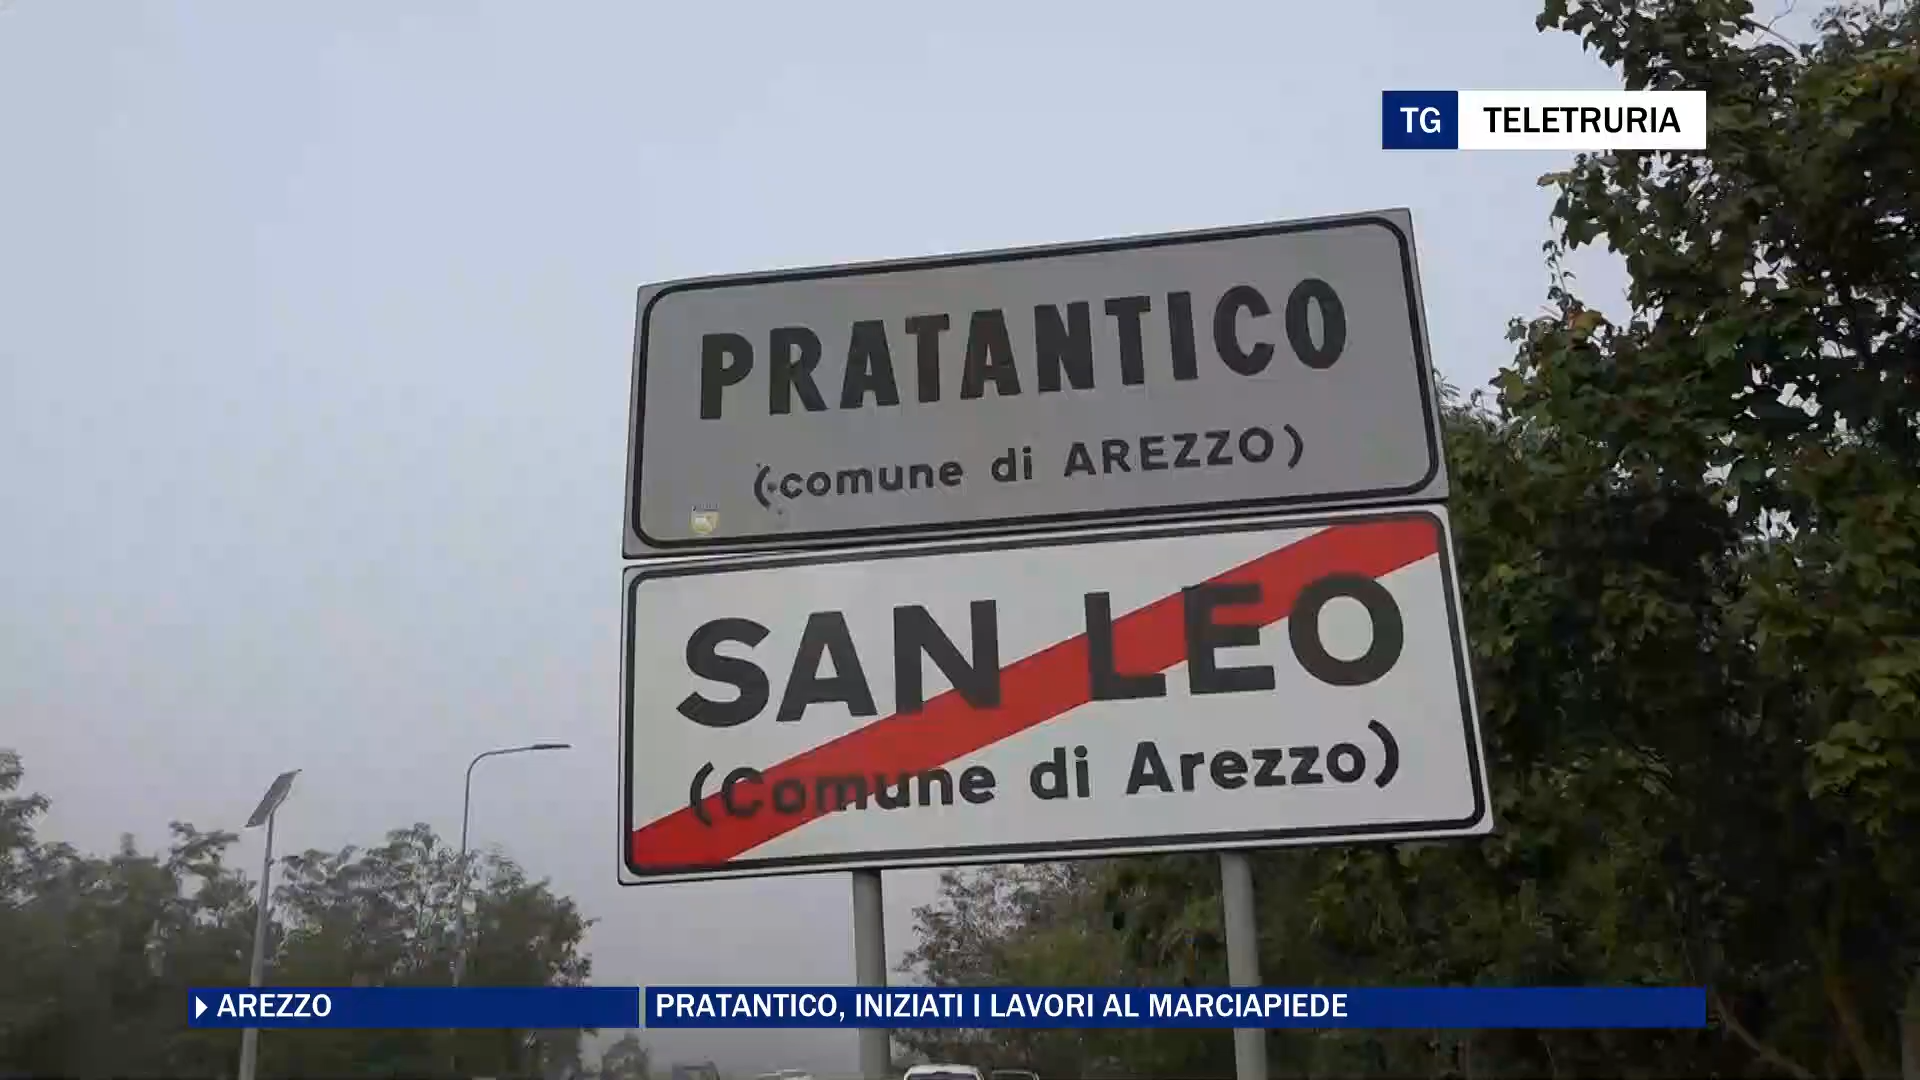 TG TELETRURIA
PRATANTICO
(comune di AREZZO)
SAN LEO
(Comune di Arezzo)
AREZZO
PRATANTICO, INIZIATI I LAVORI AL MARCIAPIEDE